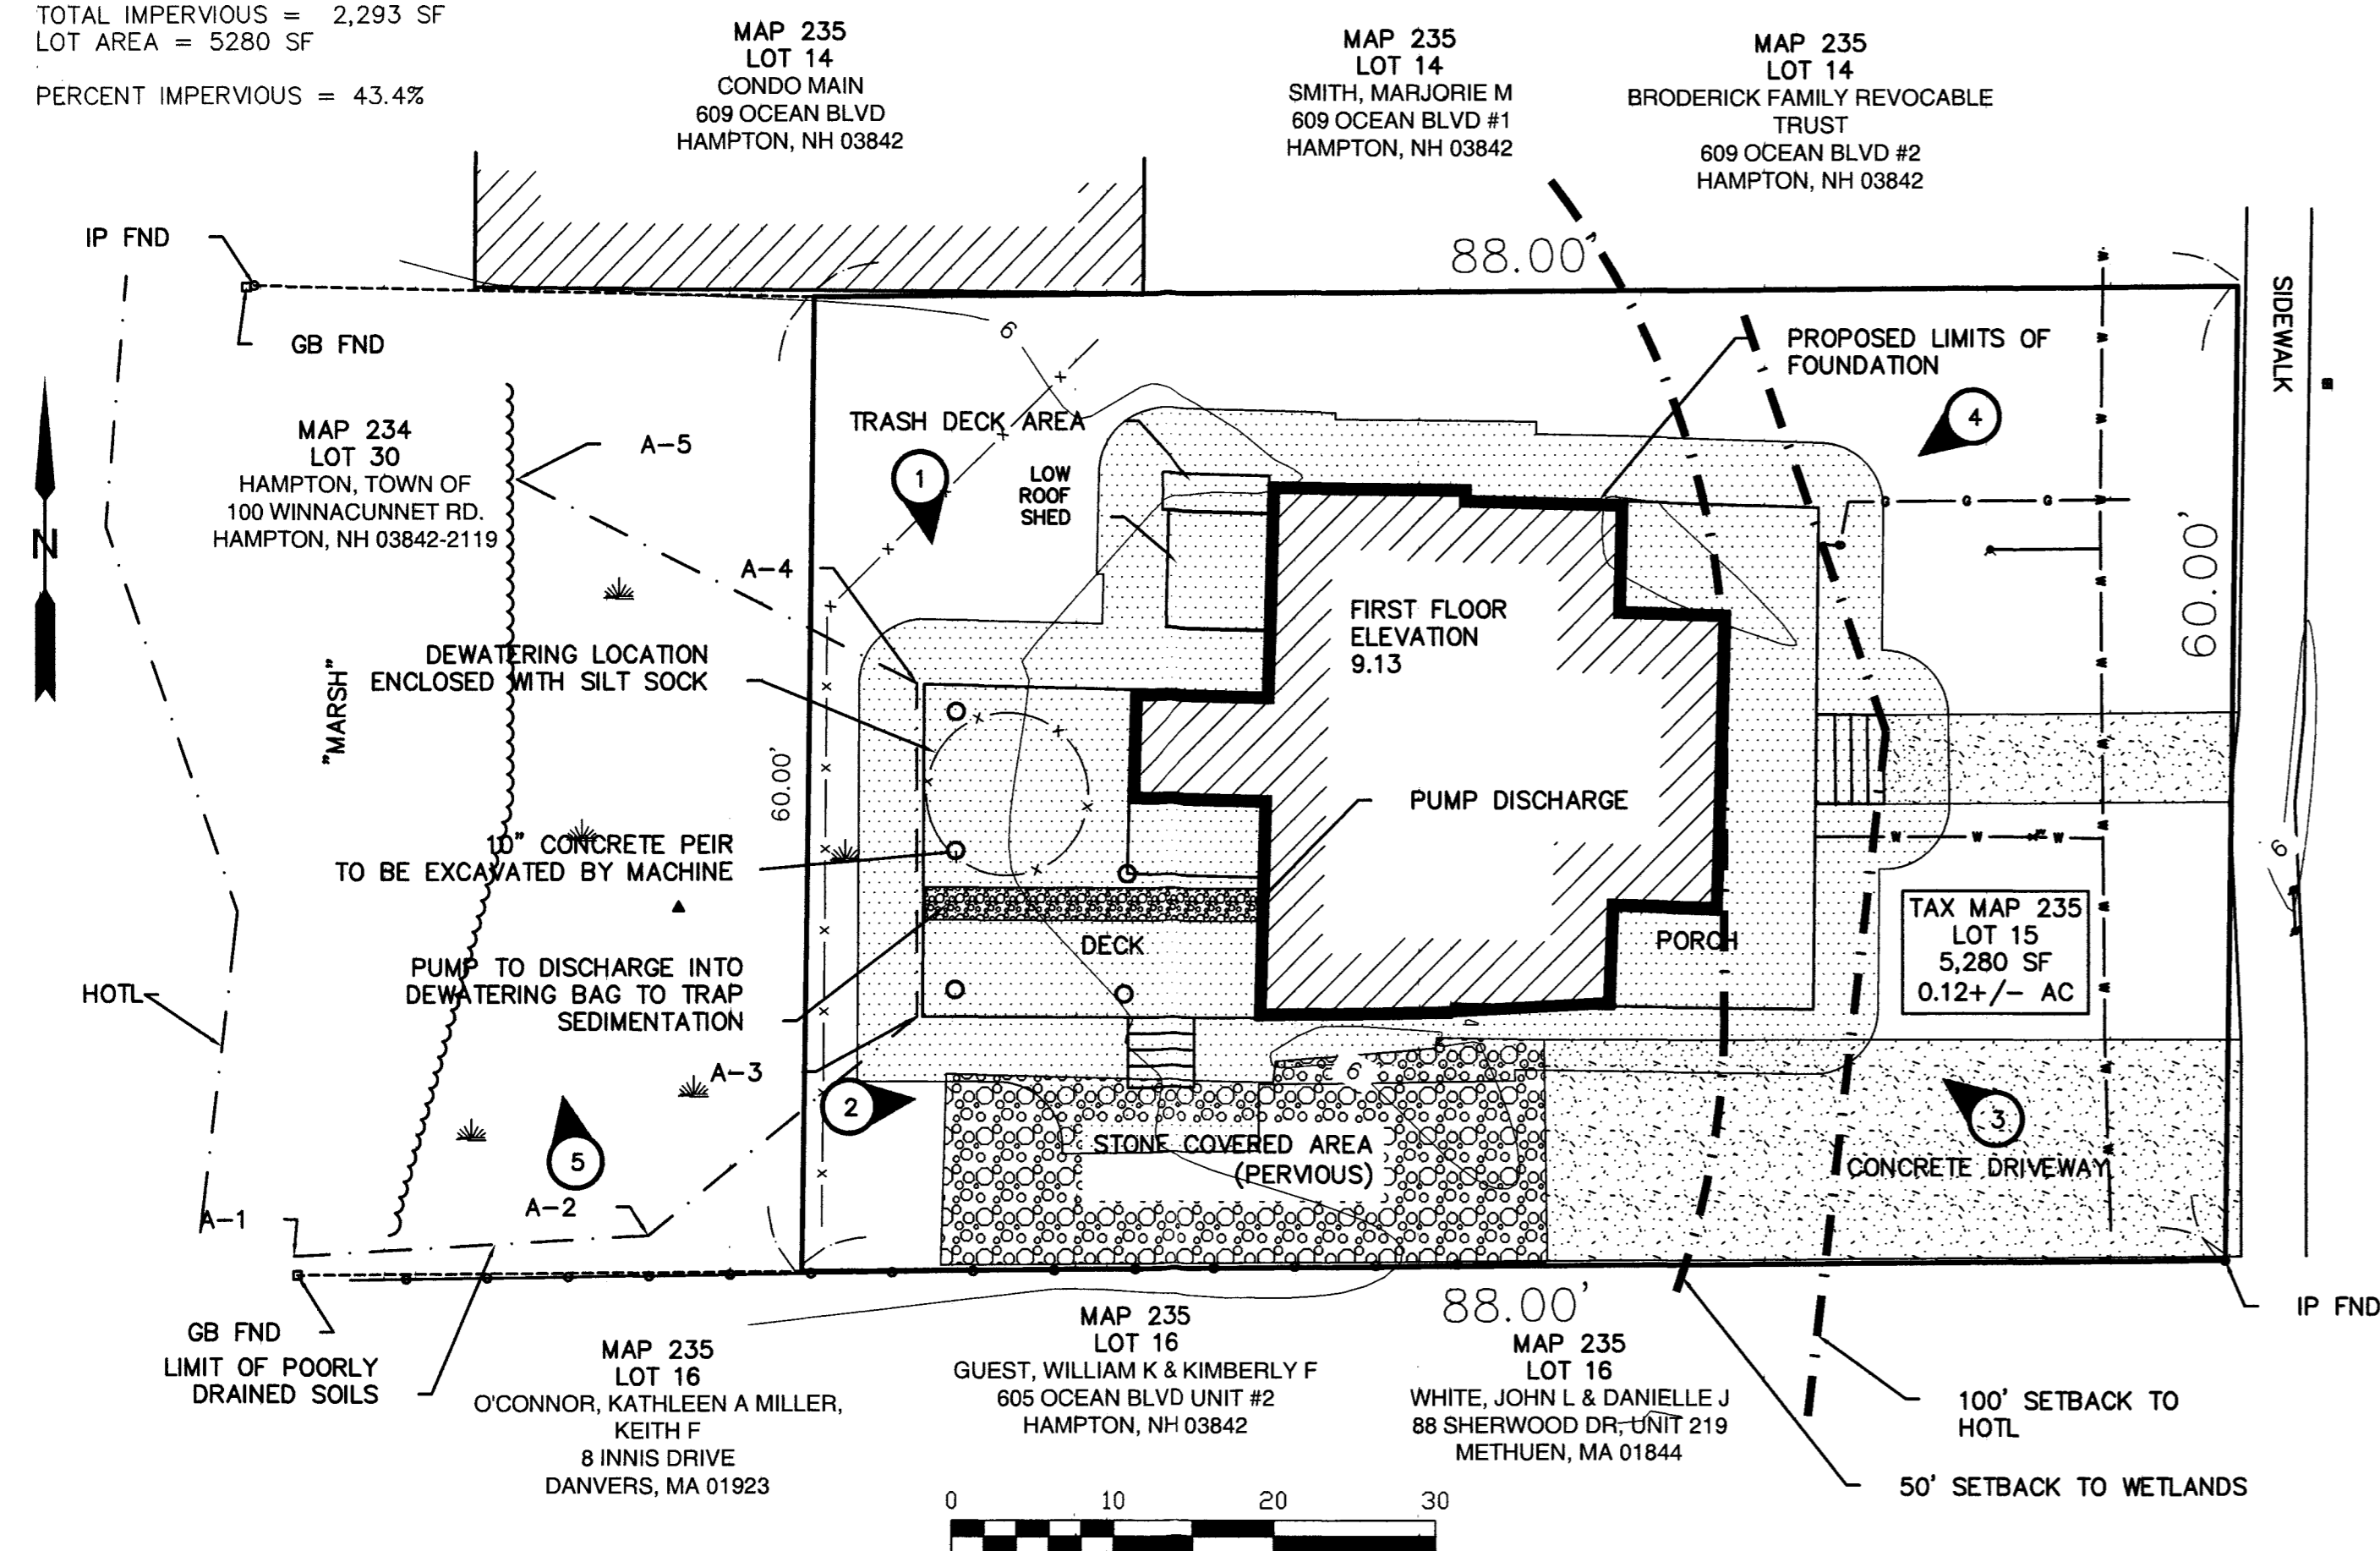 TOTAL IMPERVIOUS = 2,293 SF
LOT AREA = 5280 SF
PERCENT IMPERVIOUS = 43.4%
MAP 235
LOT 14
CONDO MAIN
609 OCEAN BLVD
HAMPTON, NH 03842
MAP 235
LOT 14
SMITH, MARJORIE M
609 OCEAN BLVD #1
HAMPTON, NH 03842
MAP 235
LOT 14
BRODERICK FAMILY REVOCABLE
TRUST
609 OCEAN BLVD #2
HAMPTON, NH 03842
IP FND
GB FND
88.00'
SIDEWALK
6
PROPOSED LIMITS OF
FOUNDATION
MAP 234
LOT 30
HAMPTON, TOWN OF
100 WINNACUNNET RD.
HAMPTON, NH 03842-2119
A-5
TRASH DECK AREA
1
LOW
ROOF
SHED
4
N
A-4
G G G
60.00'
FIRST FLOOR
ELEVATION
9.13
"MARSH"
DEWATERING LOCATION
ENCLOSED WITH SILT SOCK
60.00'
PUMP DISCHARGE
10" CONCRETE PEIR
TO BE EXCAVATED BY MACHINE
W W W
6
TAX MAP 235
LOT 15
5,280 SF
0.12+/- AC
DECK
PORCH
HOTL
PUMP TO DISCHARGE INTO
DEWATERING BAG TO TRAP
SEDIMENTATION
A-3
6
2
3
5
STONE COVERED AREA
(PERVIOUS)
CONCRETE DRIVEWAY
A-1
A-2
GB FND
LIMIT OF POORLY
DRAINED SOILS
MAP 235
LOT 16
O'CONNOR, KATHLEEN A MILLER,
KEITH F
8 INNIS DRIVE
DANVERS, MA 01923
MAP 235
LOT 16
GUEST, WILLIAM K & KIMBERLY F
605 OCEAN BLVD UNIT #2
HAMPTON, NH 03842
88.00'
MAP 235
LOT 16
WHITE, JOHN L & DANIELLE J
88 SHERWOOD DR, UNIT 219
METHUEN, MA 01844
IP FND
100' SETBACK TO
HOTL
50' SETBACK TO WETLANDS
0 10 20 30